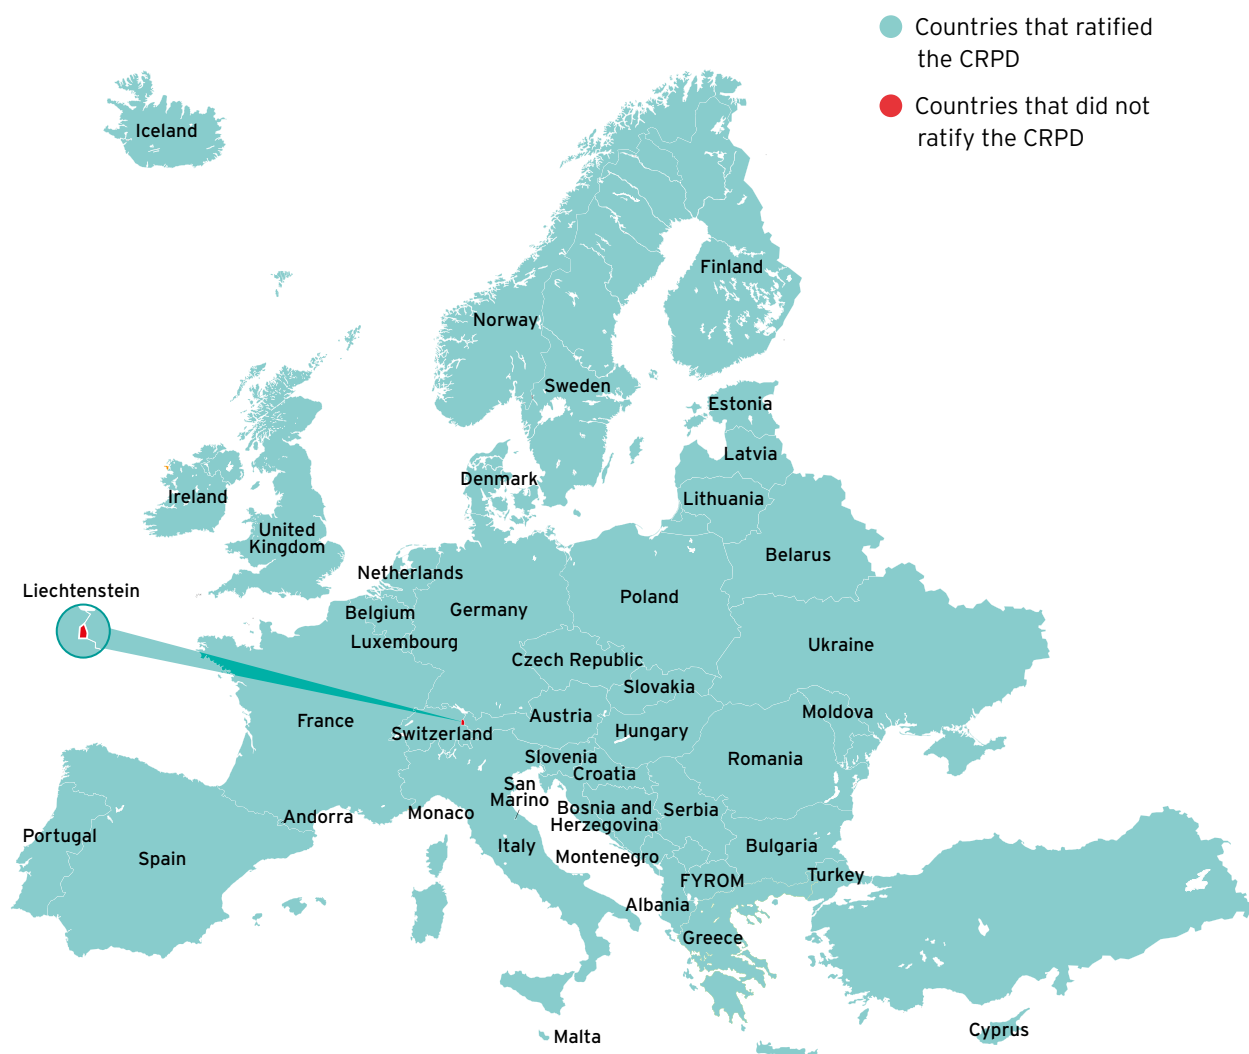 Countries that ratified
the CRPD
Countries that did not
ratify the CRPD
Iceland
Finland
Norway
Sweden
Estonia
Latvia
Denmark
Lithuania
Ireland
United
Kingdom
Belarus
Netherlands
Liechtenstein
Poland
Belgium
Germany
Luxembourg
Ukraine
Czech Republic
Slovakia
Moldova
Austria
France
Hungary
Switzerland
Slovenia
Romania
Croatia
San
Marino
Bosnia and
Herzegovina
Serbia
Monaco
Andorra
Portugal
Italy
Bulgaria
Spain
Montenegro
Turkey
FYROM
Albania
Greece
Cyprus
Malta